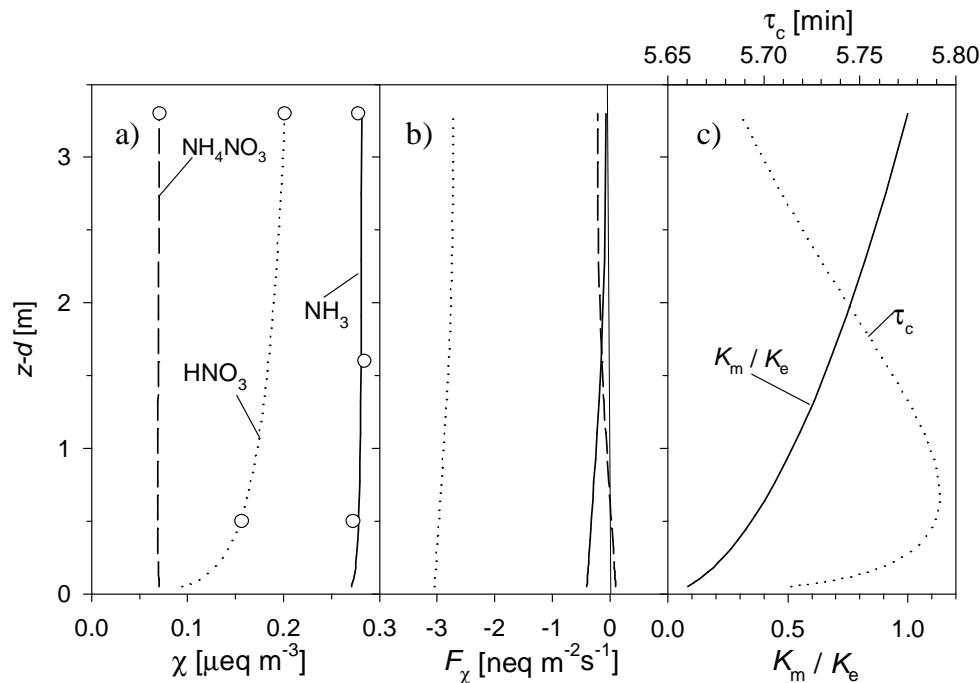 τc [min]
5.65 5.70 5.75 5.80
a) b) c)
NH4NO3
NH3
HNO3
τc
Km / Ke
z-d [m]
3
2
1
0
0.0 0.1 0.2 0.3 -3 -2 -1 0 0.5 1.0
χ [μeq m-3] Fχ [neq m-2s-1] Km / Ke